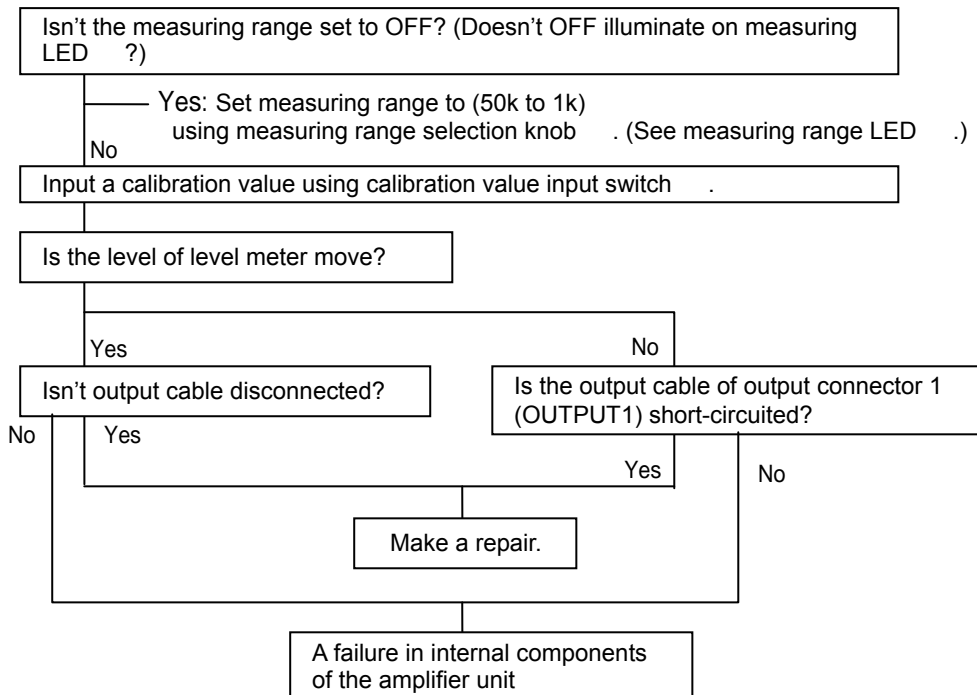 Isn't the measuring range set to OFF? (Doesn't OFF illuminate on measuring
LED ?)
Yes: Set measuring range to (50k to 1k)
using measuring range selection knob . (See measuring range LED .)
No
Input a calibration value using calibration value input switch .
Is the level of level meter move?
Yes
No
Isn't output cable disconnected?
Is the output cable of output connector 1
(OUTPUT1) short-circuited?
No
Yes
Yes
No
Make a repair.
A failure in internal components
of the amplifier unit